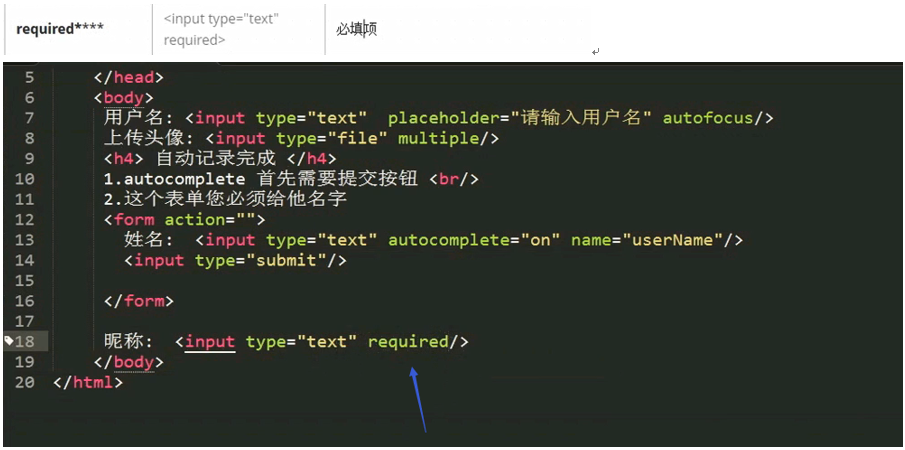 required****
<input type="text"
required>
必填项
5 </head>
6 <body>
7 用户名: <input type="text"  placeholder="请输入用户名" autofocus/>
8 上传头像: <input type="file" multiple/>
9 <h4> 自动记录完成 </h4>
10 1.autocomplete 首先需要提交按钮 <br/>
11 2.这个表单您必须给他名字
12 <form action="">
13 姓名:  <input type="text" autocomplete="on" name="userName"/>
14 <input type="submit"/>
15
16 </form>
17
18 昵称:  <input type="text" required/>
19 </body>
20 </html>